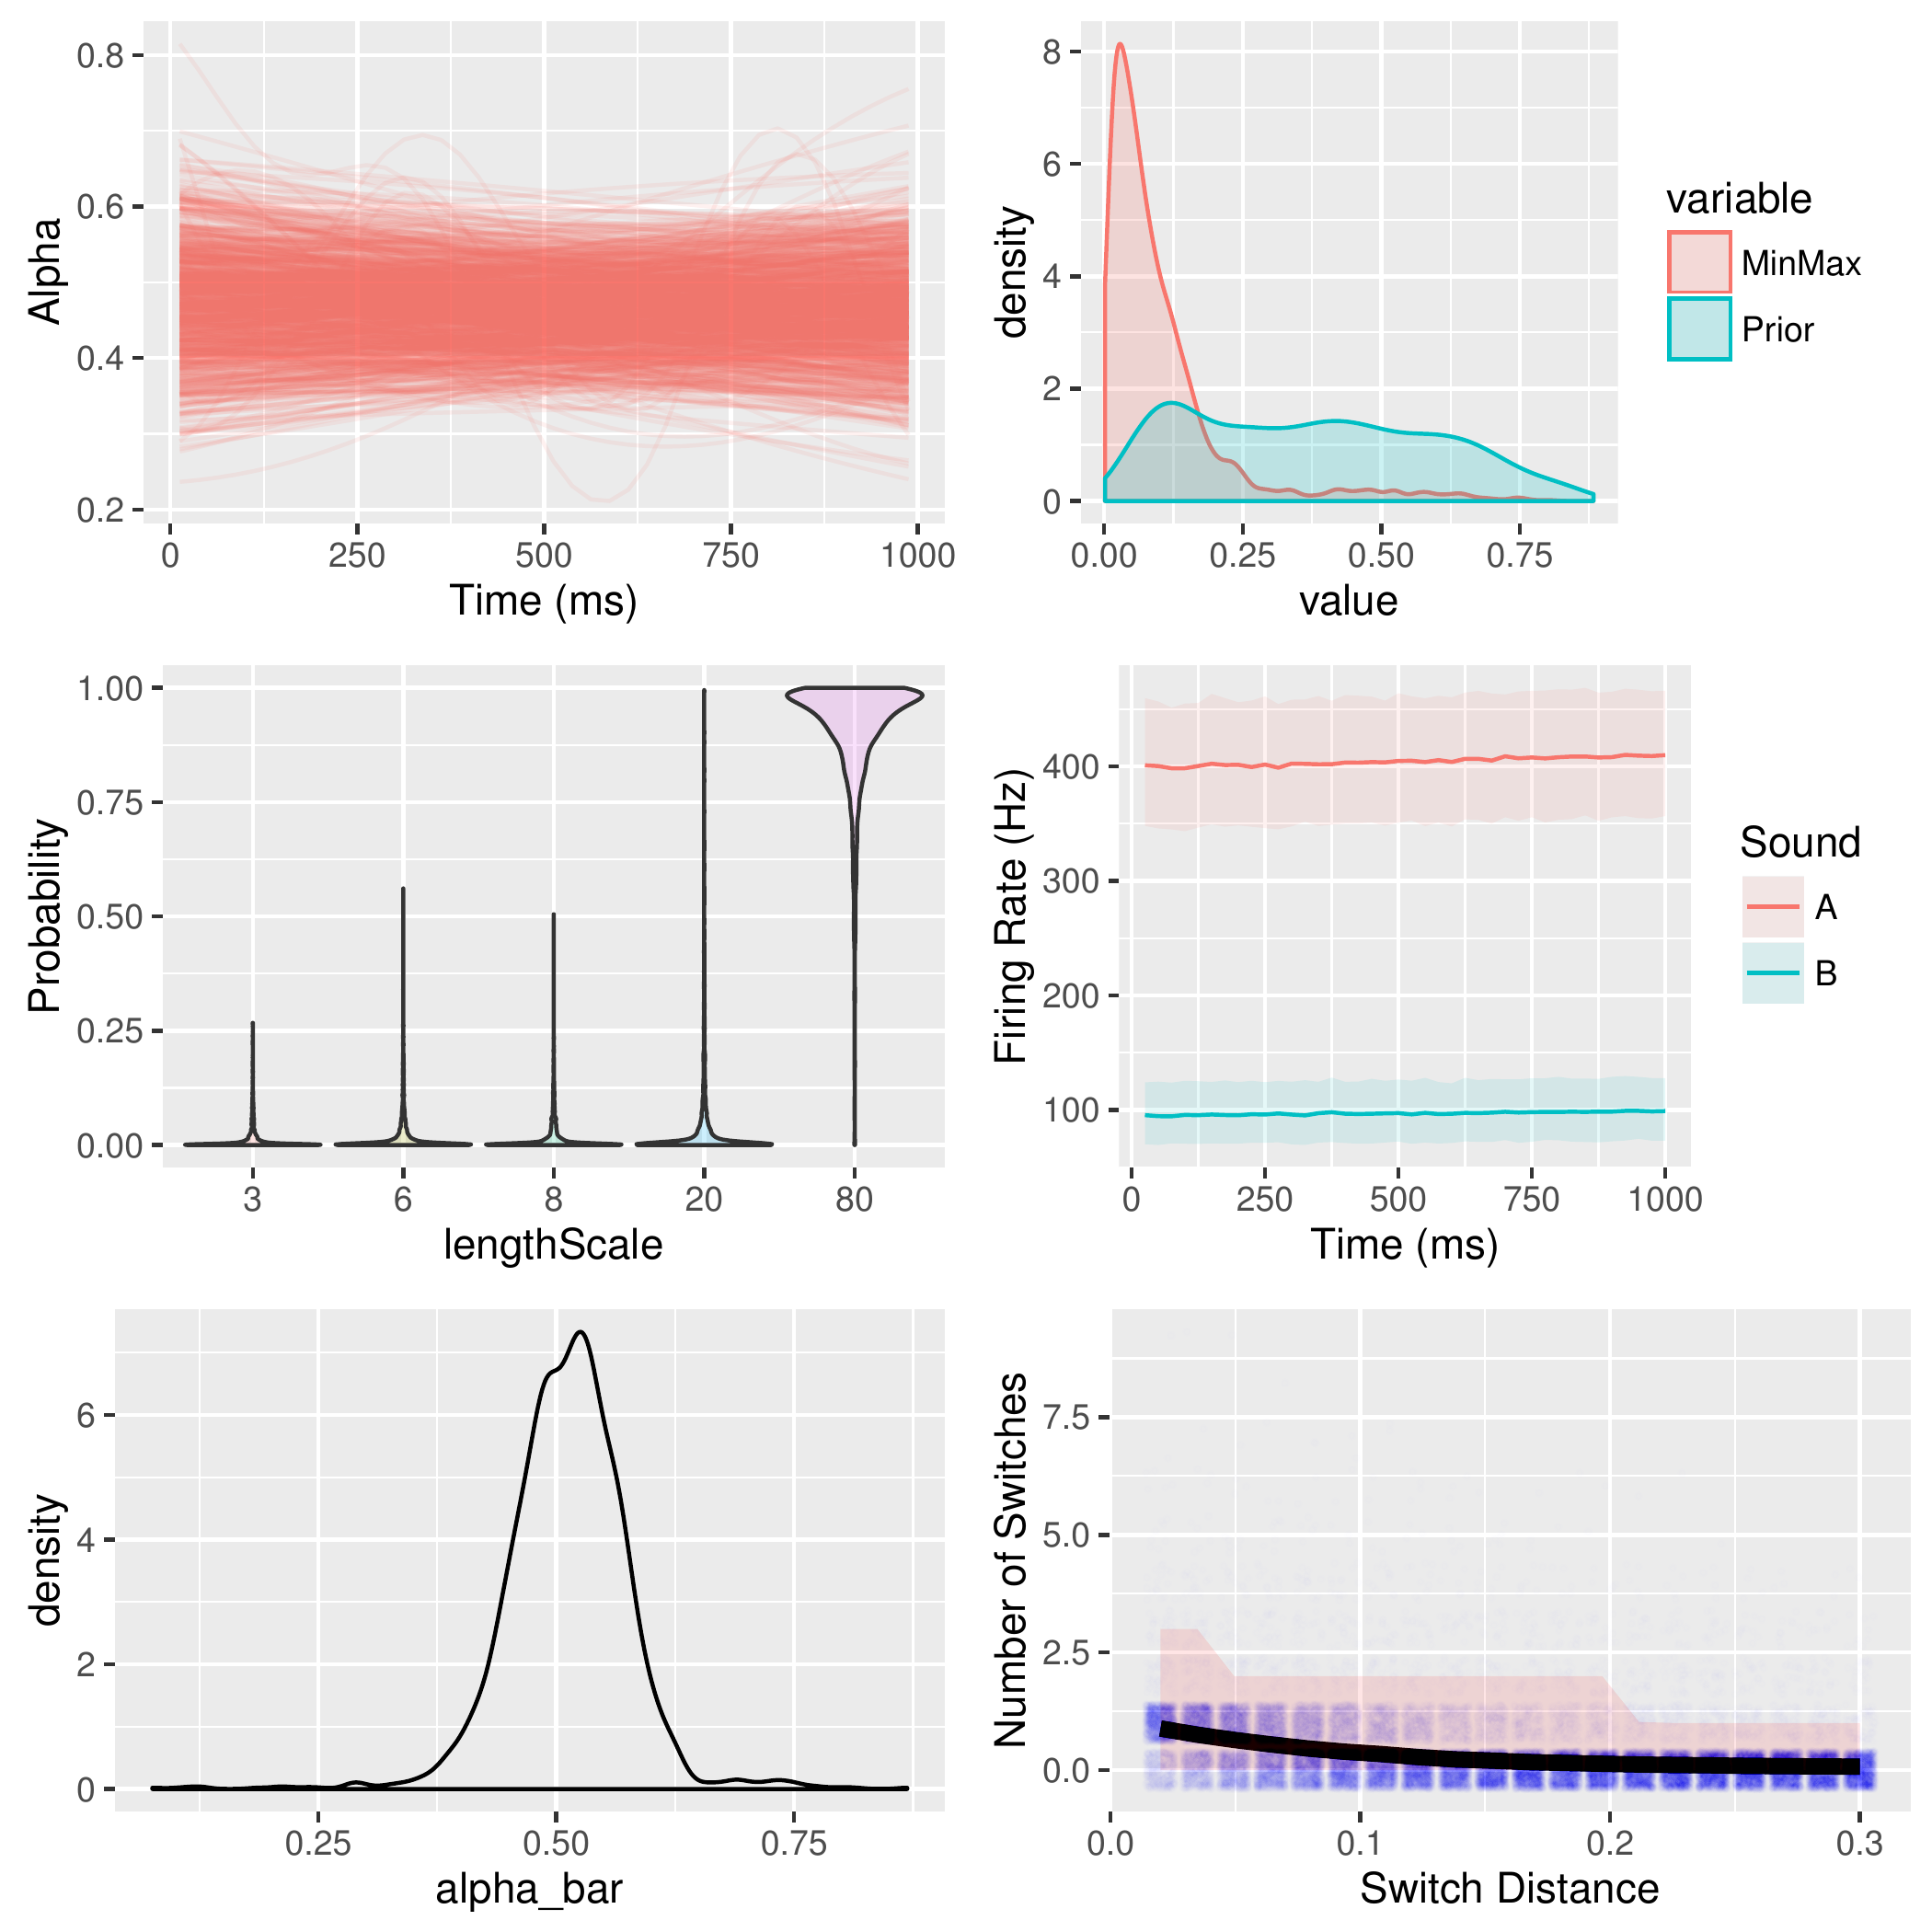 0.8
0.6
0.4
0.2
Alpha
0 250 500 750 1000
Time (ms)
8
6
4
2
0
density
0.00 0.25 0.50 0.75
value
variable
MinMax
Prior
1.00
0.75
0.50
0.25
0.00
Probability
3 6 8 20 80
lengthScale
400
300
200
100
Firing Rate (Hz)
0 250 500 750 1000
Time (ms)
Sound
A
B
6
4
2
0
density
0.25 0.50 0.75
alpha_bar
7.5
5.0
2.5
0.0
Number of Switches
0.0 0.1 0.2 0.3
Switch Distance